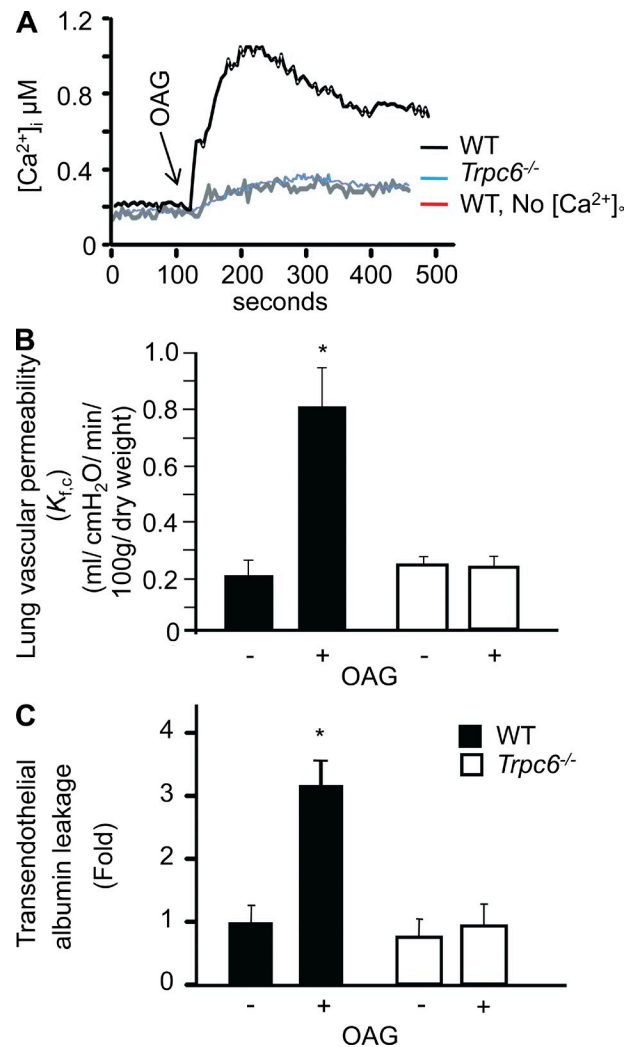 A
1.2
0.8
0.4
0
[Ca²⁺]ᵢ µM
OAG
WT
Trpc6⁻/⁻
WT, No [Ca²⁺]ₒ
0 100 200 300 400 500
seconds
B
1.0
0.8
0.6
0.4
0.2
0
Lung vascular permeability
(Kf,c)
(ml/ cmH₂O/ min/
100g/ dry weight)
*
- + - +
OAG
C
4
3
2
1
0
Transendothelial
albumin leakage
(Fold)
*
WT
Trpc6⁻/⁻
- + - +
OAG